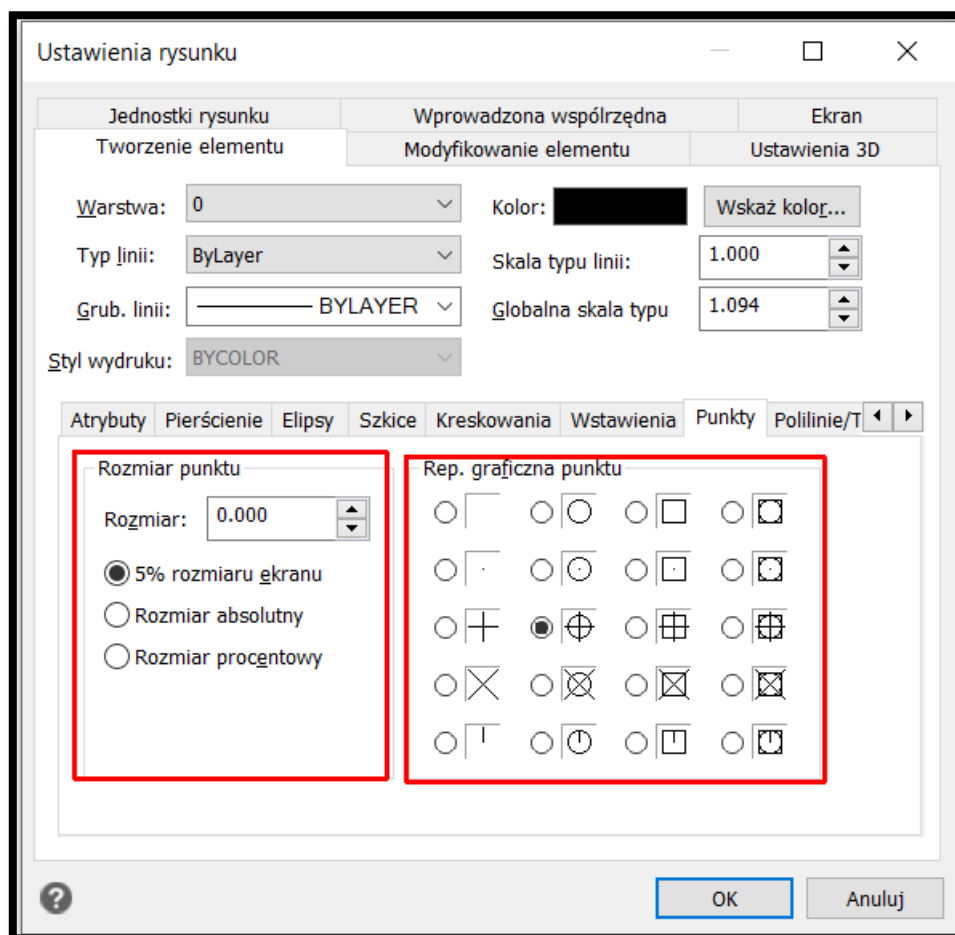 Ustawienia rysunku
Jednostki rysunku Wprowadzona wspólrzędna Ekran
Tworzenie elementu Modyfikowanie elementu Ustawienia 3D
Warstwa: 0 Kolor: Wskaż kolor...
Typ linii: ByLayer Skala typu linii: 1.000
Grub. linii: BYLAYER Globalna skala typu 1.094
Styl wydruku: BYCOLOR
Atrybuty Pierścienie Elipsy Szkice Kreskowania Wstawienia Punkty Polilinie/T
Rozmiar punktu Rep. graficzna punktu
Rozmiar: 0.000
5% rozmiaru ekranu
Rozmiar absolutny
Rozmiar procentowy
? OK Anuluj